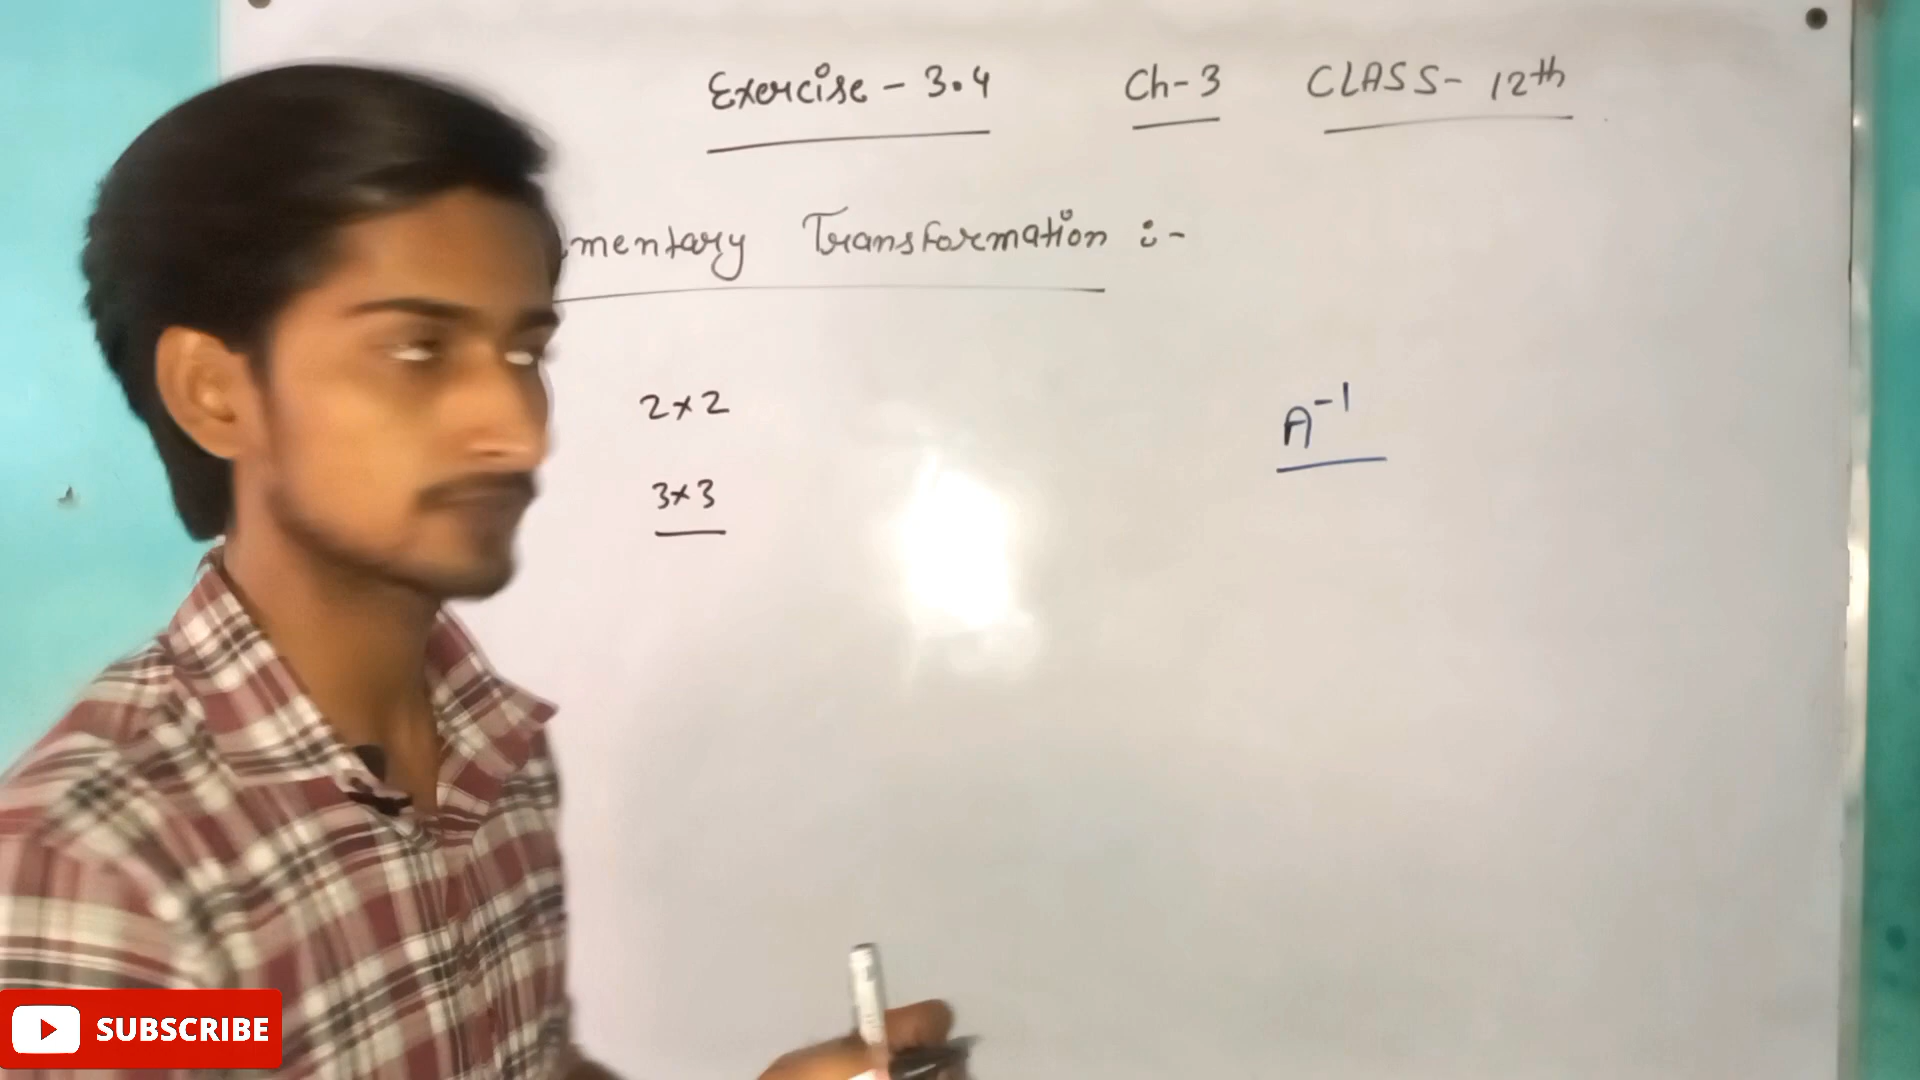 Exercise - 3.4 Ch-3 CLASS- 12th
mentary Transformation :-
2×2
A⁻¹
3×3
SUBSCRIBE